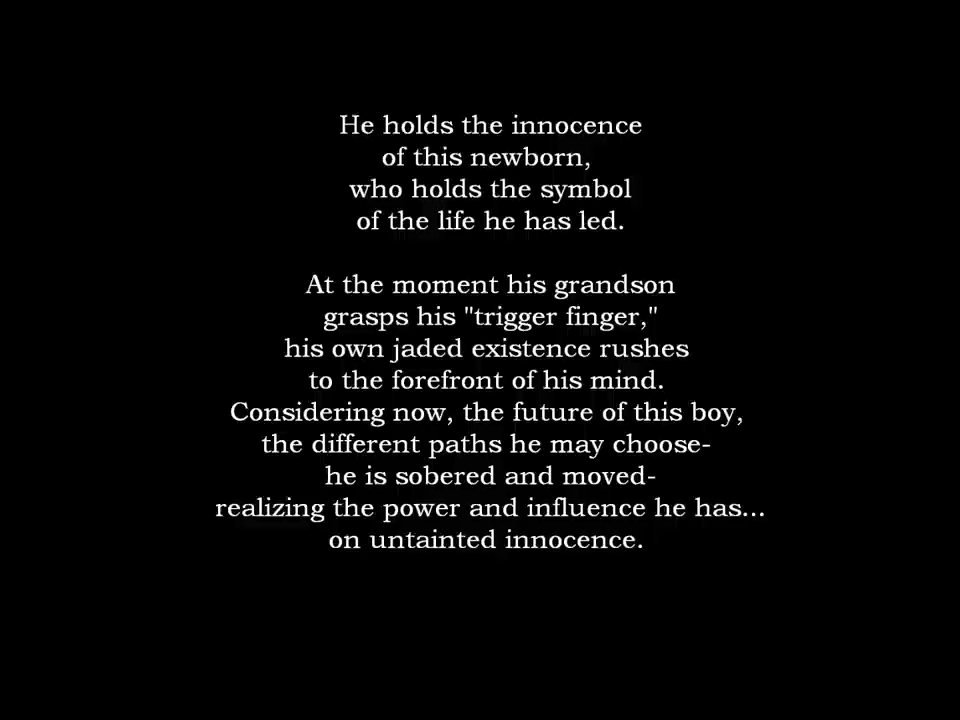 He holds the innocence
of this newborn,
who holds the symbol
of the life he has led.
At the moment his grandson
grasps his "trigger finger,"
his own jaded existence rushes
to the forefront of his mind.
Considering now, the future of this boy,
the different paths he may choose-
he is sobered and moved-
realizing the power and influence he has...
on untainted innocence.